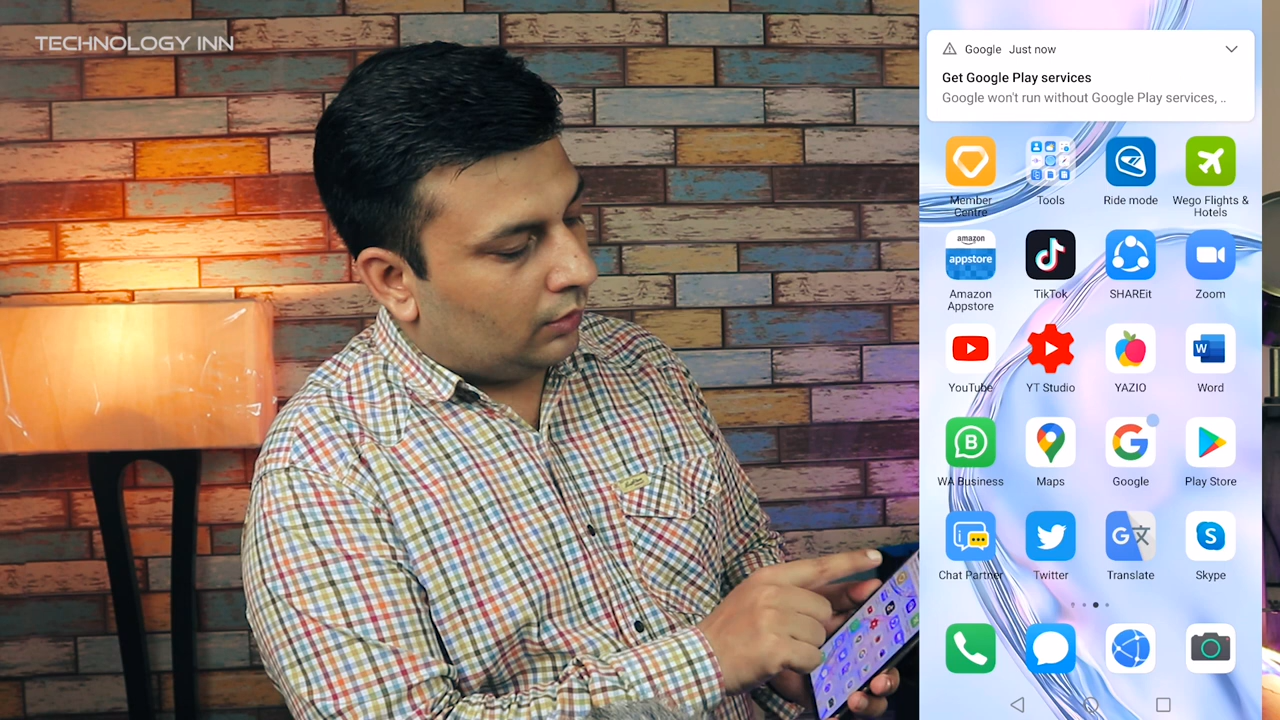 TECHNOLOGY INN
Google Just now
Get Google Play services
Google won't run without Google Play services, ..
Member Centre
Tools
Ride mode
Wego Flights & Hotels
amazon
appstore
Amazon Appstore
TikTok
SHAREit
Zoom
YouTube
YT Studio
YAZIO
W
Word
B
WA Business
Maps
G
Google
Play Store
Chat Partner
Twitter
G文
Translate
S
Skype